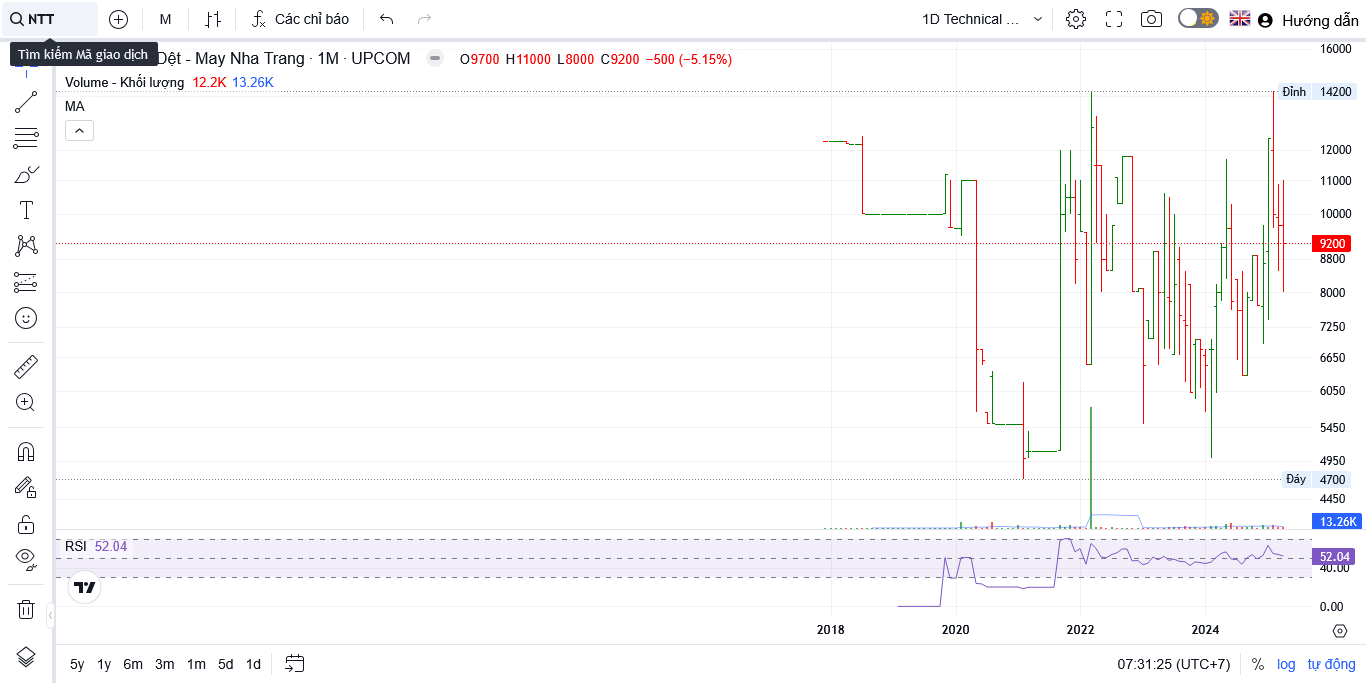 NTT
M
Các chỉ báo
1D Technical ...
Hướng dẫn
Tìm kiếm Mã giao dịch
Dệt - May Nha Trang · 1M · UPCOM
O9700 H11000 L8000 C9200 −500 (−5.15%)
Volume - Khối lượng 12.2K 13.26K
MA
16000
Đỉnh 14200
12000
11000
10000
9200
8800
8000
7250
6650
6050
5450
4950
Đáy 4700
4450
13.26K
RSI 52.04
52.04
40.00
0.00
2018 2020 2022 2024
5y 1y 6m 3m 1m 5d 1d
07:31:25 (UTC+7) % log tự động